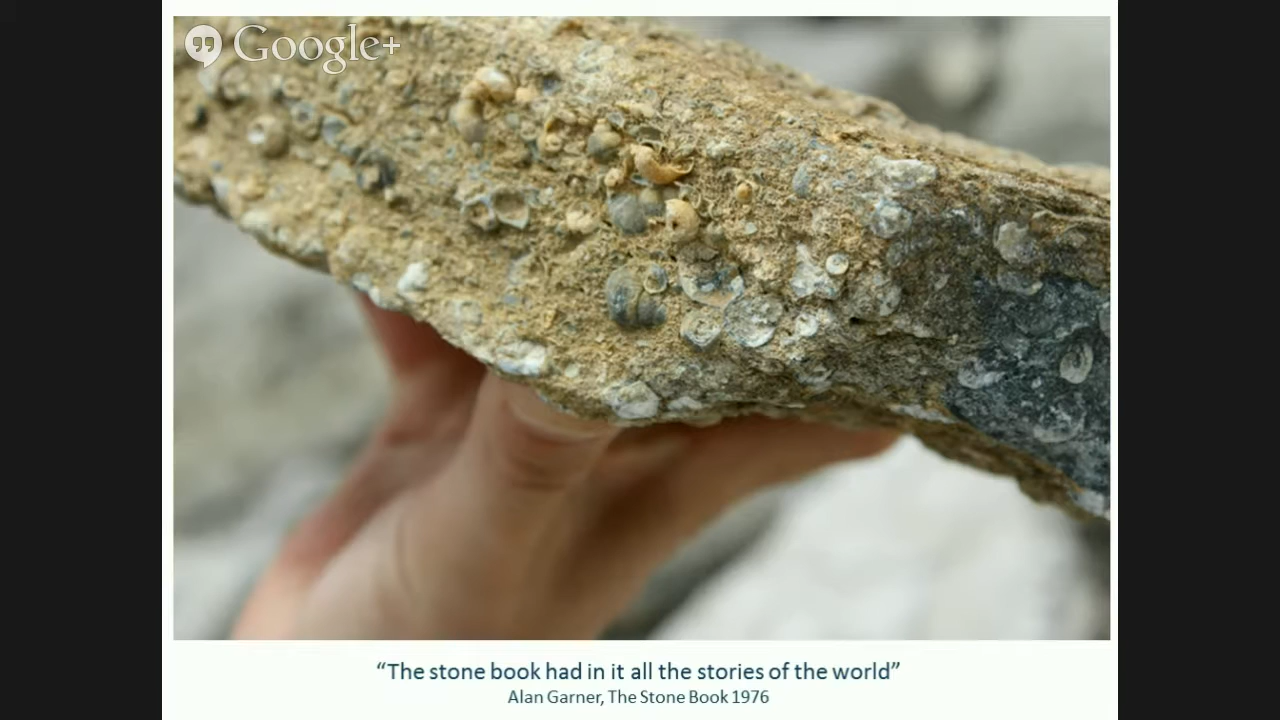 Google+
“The stone book had in it all the stories of the world”
Alan Garner, The Stone Book 1976